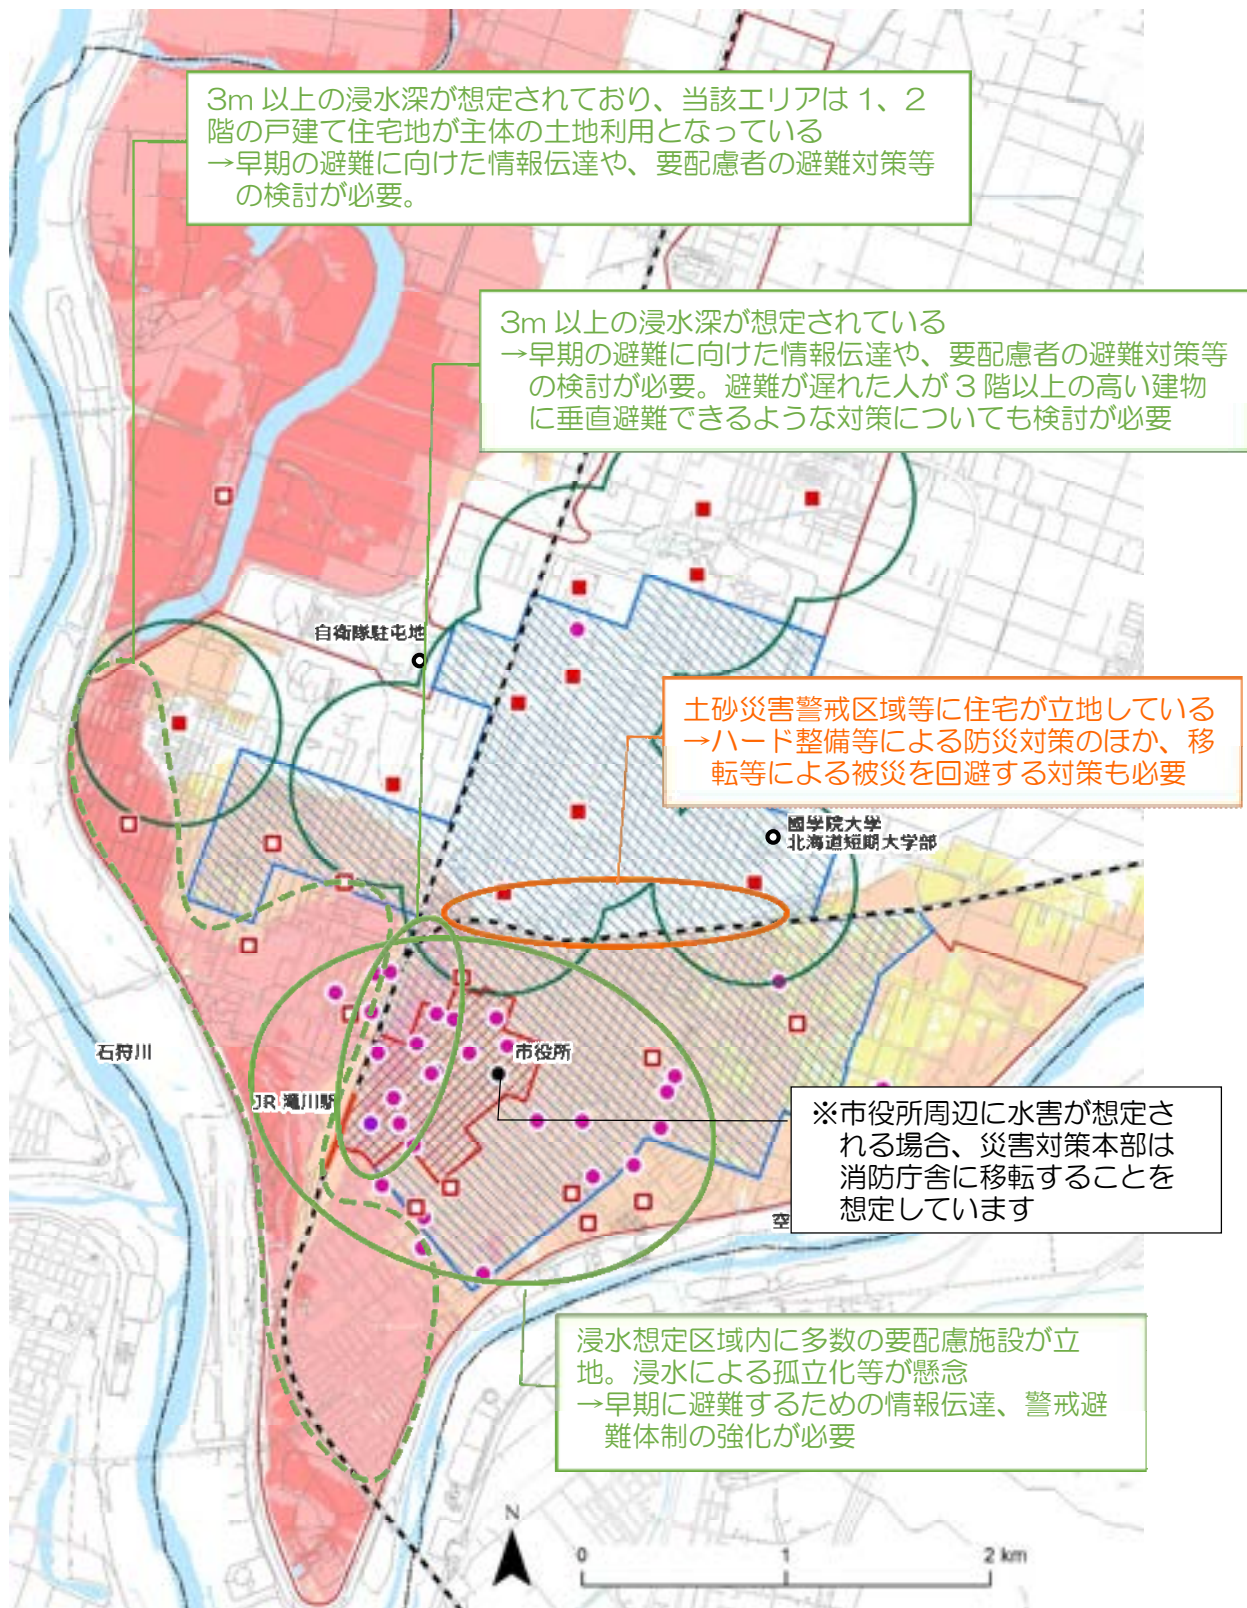 3m 以上の浸水深が想定されており、当該エリアは 1、2
階の戸建て住宅地が主体の土地利用となっている
→早期の避難に向けた情報伝達や、要配慮者の避難対策等
の検討が必要。
3m 以上の浸水深が想定されている
→早期の避難に向けた情報伝達や、要配慮者の避難対策等
の検討が必要。避難が遅れた人が 3 階以上の高い建物
に垂直避難できるような対策についても検討が必要
自衛隊駐屯地
土砂災害警戒区域等に住宅が立地している
→ハード整備等による防災対策のほか、移
転等による被災を回避する対策も必要
國学院大学
北海道短期大学部
石狩川
市役所
JR 滝川駅
※市役所周辺に水害が想定さ
れる場合、災害対策本部は
消防庁舎に移転することを
想定しています
空
浸水想定区域内に多数の要配慮施設が立
地。浸水による孤立化等が懸念
→早期に避難するための情報伝達、警戒避
難体制の強化が必要
N
0 1 2 km